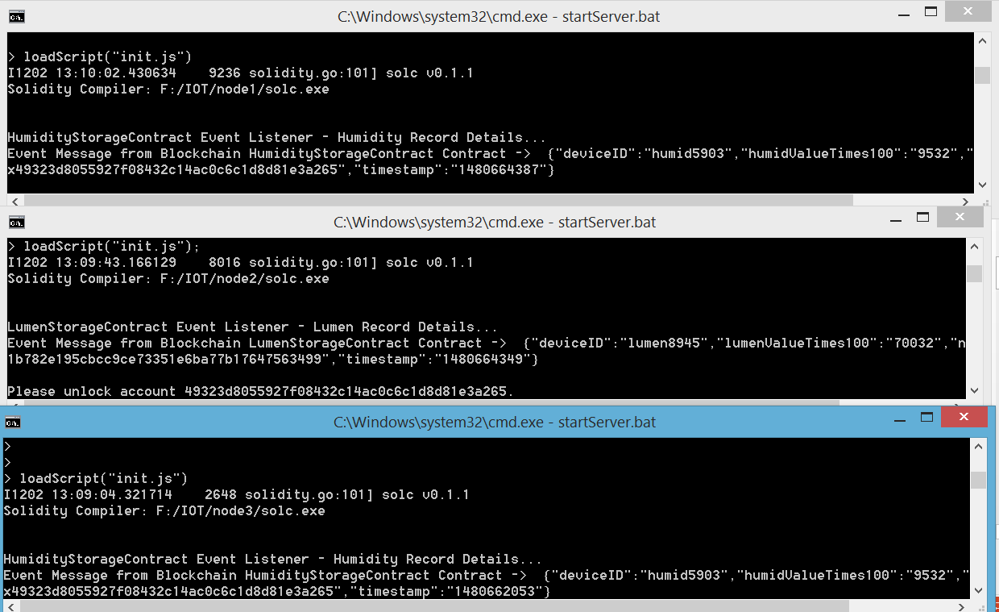 C:\Windows\system32\cmd.exe - startServer.bat
> loadScript("init.js")
I1202 13:10:02.430634    9236 solidity.go:101] solc v0.1.1
Solidity Compiler: F:/IOT/node1/solc.exe
HumidityStorageContract Event Listener - Humidity Record Details...
Event Message from Blockchain HumidityStorageContract Contract ->  {"deviceID":"humid5903","humidValueTimes100":"9532","
x49323d8055927f08432c14ac0c6c1d8d81e3a265","timestamp":"1480664387"}
C:\Windows\system32\cmd.exe - startServer.bat
> loadScript("init.js");
I1202 13:09:43.166129    8016 solidity.go:101] solc v0.1.1
Solidity Compiler: F:/IOT/node2/solc.exe
LumenStorageContract Event Listener - Lumen Record Details...
Event Message from Blockchain LumenStorageContract Contract ->  {"deviceID":"lumen8945","lumenValueTimes100":"70032","n
1b782e195cbcc9ce73351e6ba77b17647563499","timestamp":"1480664349"}
Please unlock account 49323d8055927f08432c14ac0c6c1d8d81e3a265.
C:\Windows\system32\cmd.exe - startServer.bat
>
>
> loadScript("init.js")
I1202 13:09:04.321714    2648 solidity.go:101] solc v0.1.1
Solidity Compiler: F:/IOT/node3/solc.exe
HumidityStorageContract Event Listener - Humidity Record Details...
Event Message from Blockchain HumidityStorageContract Contract ->  {"deviceID":"humid5903","humidValueTimes100":"9532","
x49323d8055927f08432c14ac0c6c1d8d81e3a265","timestamp":"1480662053"}